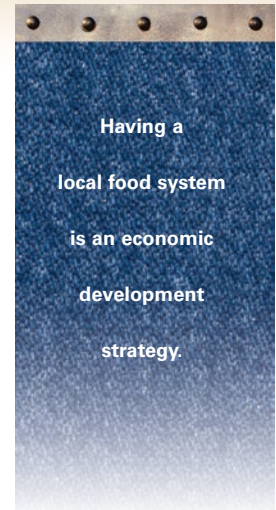 Having a
local food system
is an economic
development
strategy.